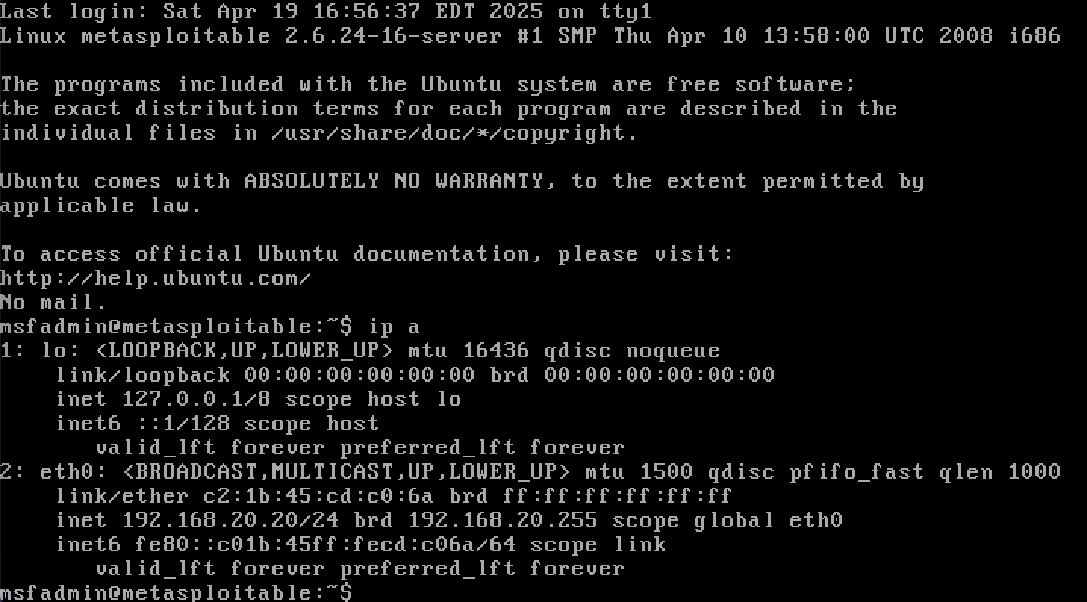 Last login: Sat Apr 19 16:56:37 EDT 2025 on tty1
Linux metasploitable 2.6.24-16-server #1 SMP Thu Apr 10 13:58:00 UTC 2008 i686
The programs included with the Ubuntu system are free software;
the exact distribution terms for each program are described in the
individual files in /usr/share/doc/*/copyright.
Ubuntu comes with ABSOLUTELY NO WARRANTY, to the extent permitted by
applicable law.
To access official Ubuntu documentation, please visit:
http://help.ubuntu.com/
No mail.
msfadmin@metasploitable:~$ ip a
1: lo: <LOOPBACK,UP,LOWER_UP> mtu 16436 qdisc noqueue
    link/loopback 00:00:00:00:00:00 brd 00:00:00:00:00:00
    inet 127.0.0.1/8 scope host lo
    inet6 ::1/128 scope host
       valid_lft forever preferred_lft forever
2: eth0: <BROADCAST,MULTICAST,UP,LOWER_UP> mtu 1500 qdisc pfifo_fast qlen 1000
    link/ether c2:1b:45:cd:c0:6a brd ff:ff:ff:ff:ff:ff
    inet 192.168.20.20/24 brd 192.168.20.255 scope global eth0
    inet6 fe80::c01b:45ff:fecd:c06a/64 scope link
       valid_lft forever preferred_lft forever
msfadmin@metasploitable:~$